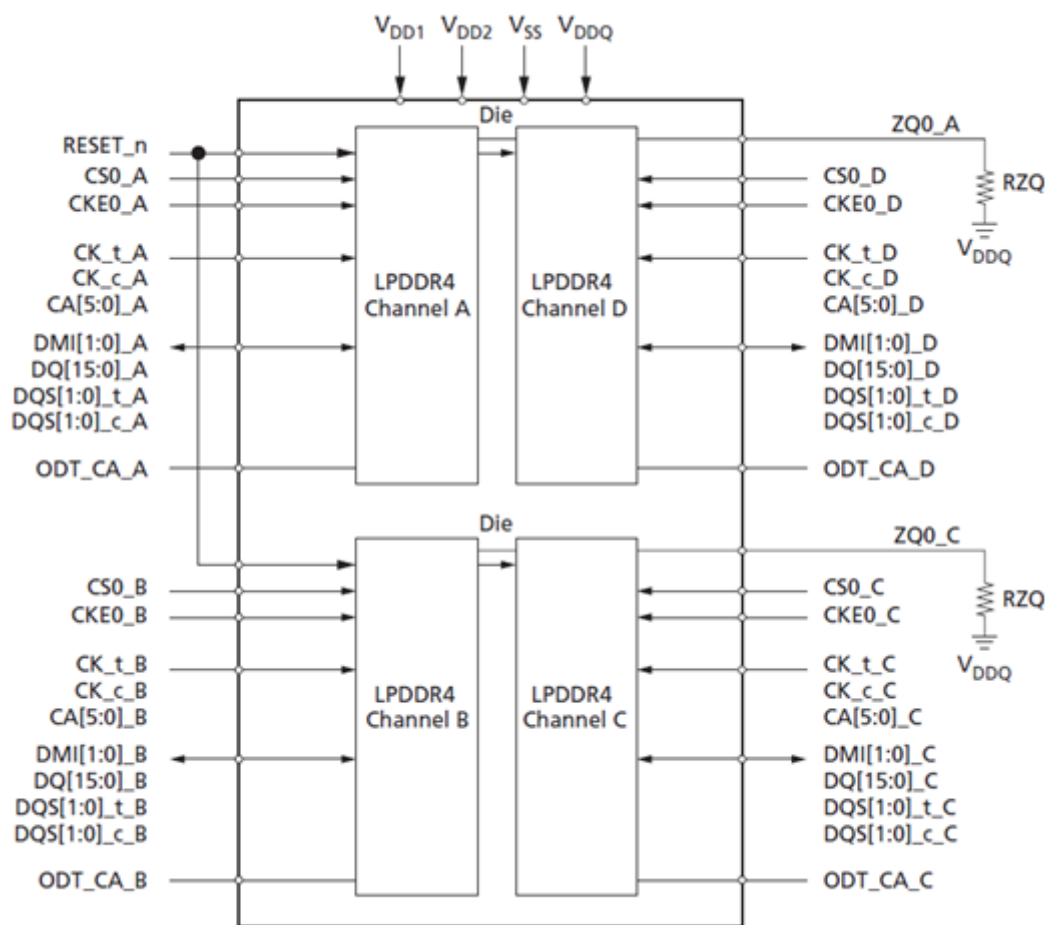 VDD1 VDD2 VSS VDDQ
Die
ZQ0_A
RESET_n
CS0_A
CKE0_A
CK_t_A
CK_c_A
CA[5:0]_A
DMI[1:0]_A
DQ[15:0]_A
DQS[1:0]_t_A
DQS[1:0]_c_A
ODT_CA_A
LPDDR4
Channel A
LPDDR4
Channel D
CS0_D
CKE0_D
CK_t_D
CK_c_D
CA[5:0]_D
DMI[1:0]_D
DQ[15:0]_D
DQS[1:0]_t_D
DQS[1:0]_c_D
ODT_CA_D
RZQ
VDDQ
Die
ZQ0_C
CS0_B
CKE0_B
CK_t_B
CK_c_B
CA[5:0]_B
DMI[1:0]_B
DQ[15:0]_B
DQS[1:0]_t_B
DQS[1:0]_c_B
ODT_CA_B
LPDDR4
Channel B
LPDDR4
Channel C
CS0_C
CKE0_C
CK_t_C
CK_c_C
CA[5:0]_C
DMI[1:0]_C
DQ[15:0]_C
DQS[1:0]_t_C
DQS[1:0]_c_C
ODT_CA_C
RZQ
VDDQ